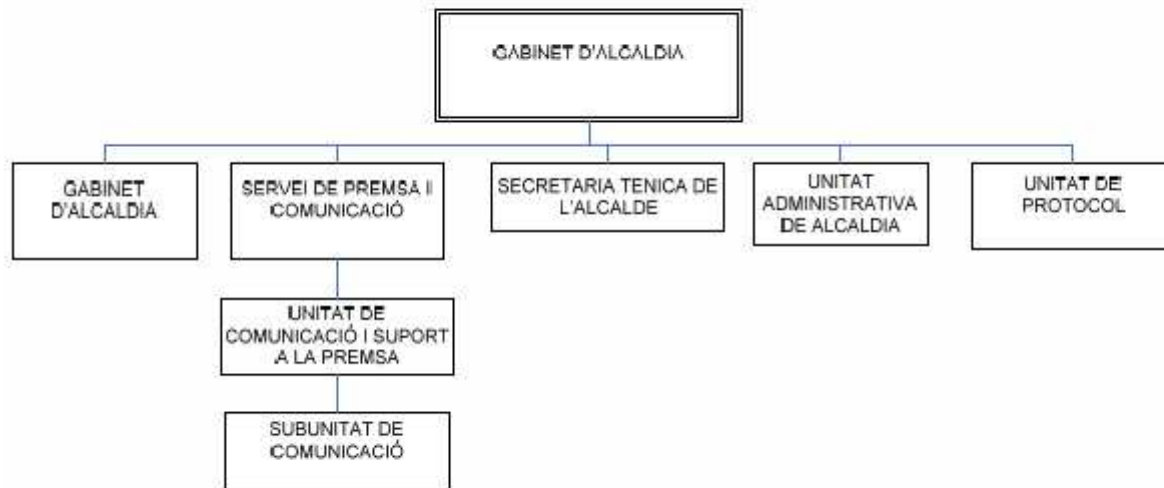 GABINET D'ALCALDIA
GABINET
D'ALCALDIA
SERVEI DE PREMSA II
COMUNICACIÓ
SECRETARIA TENICA DE
L'ALCALDE
UNITAT
ADMINISTRATIVA
DE ALCALDIA
UNITAT DE
PROTOCOL
UNITAT DE
COMUNICACIÓ I SUPORT
A LA PREMSA
SUBUNITAT DE
COMUNICACIÓ